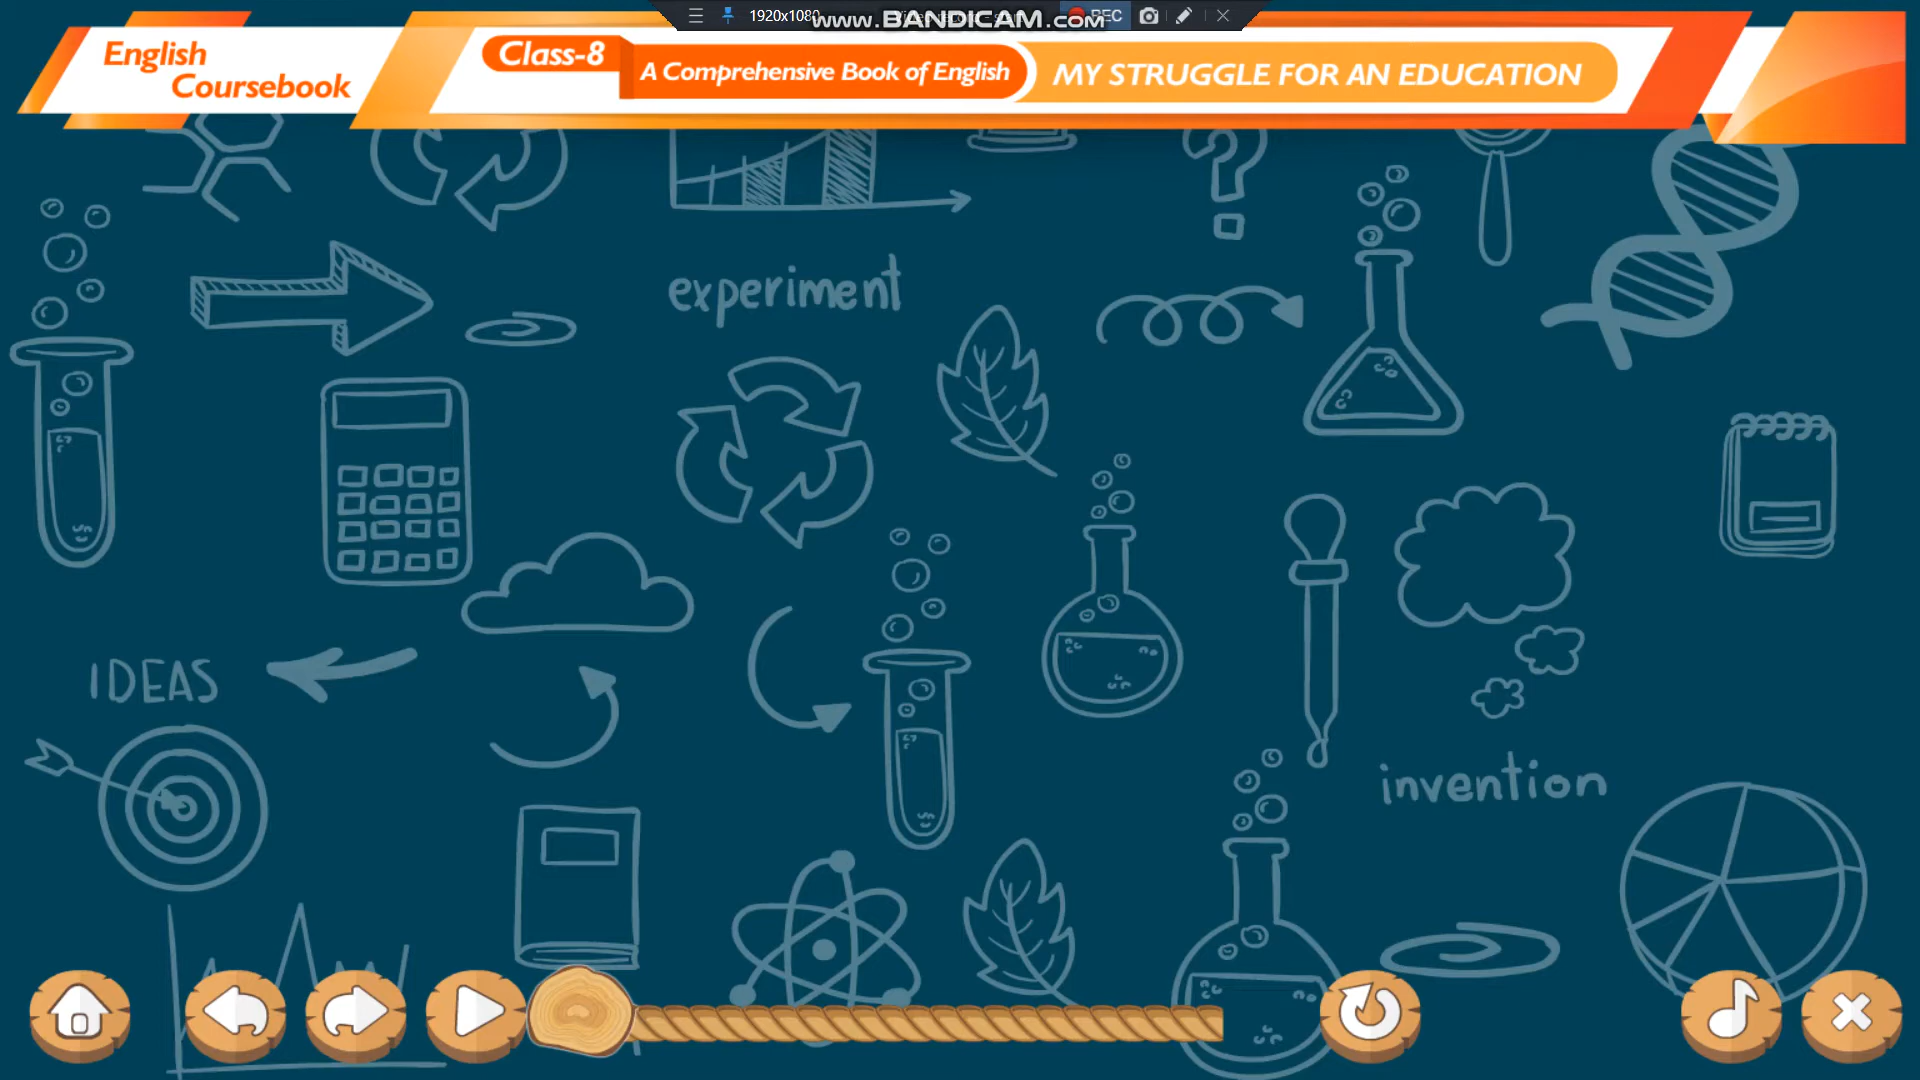 1920x1080
www.BANDICAM.com
REC
English
Coursebook
Class-8
A Comprehensive Book of English
MY STRUGGLE FOR AN EDUCATION
experiment
IDEAS
invention